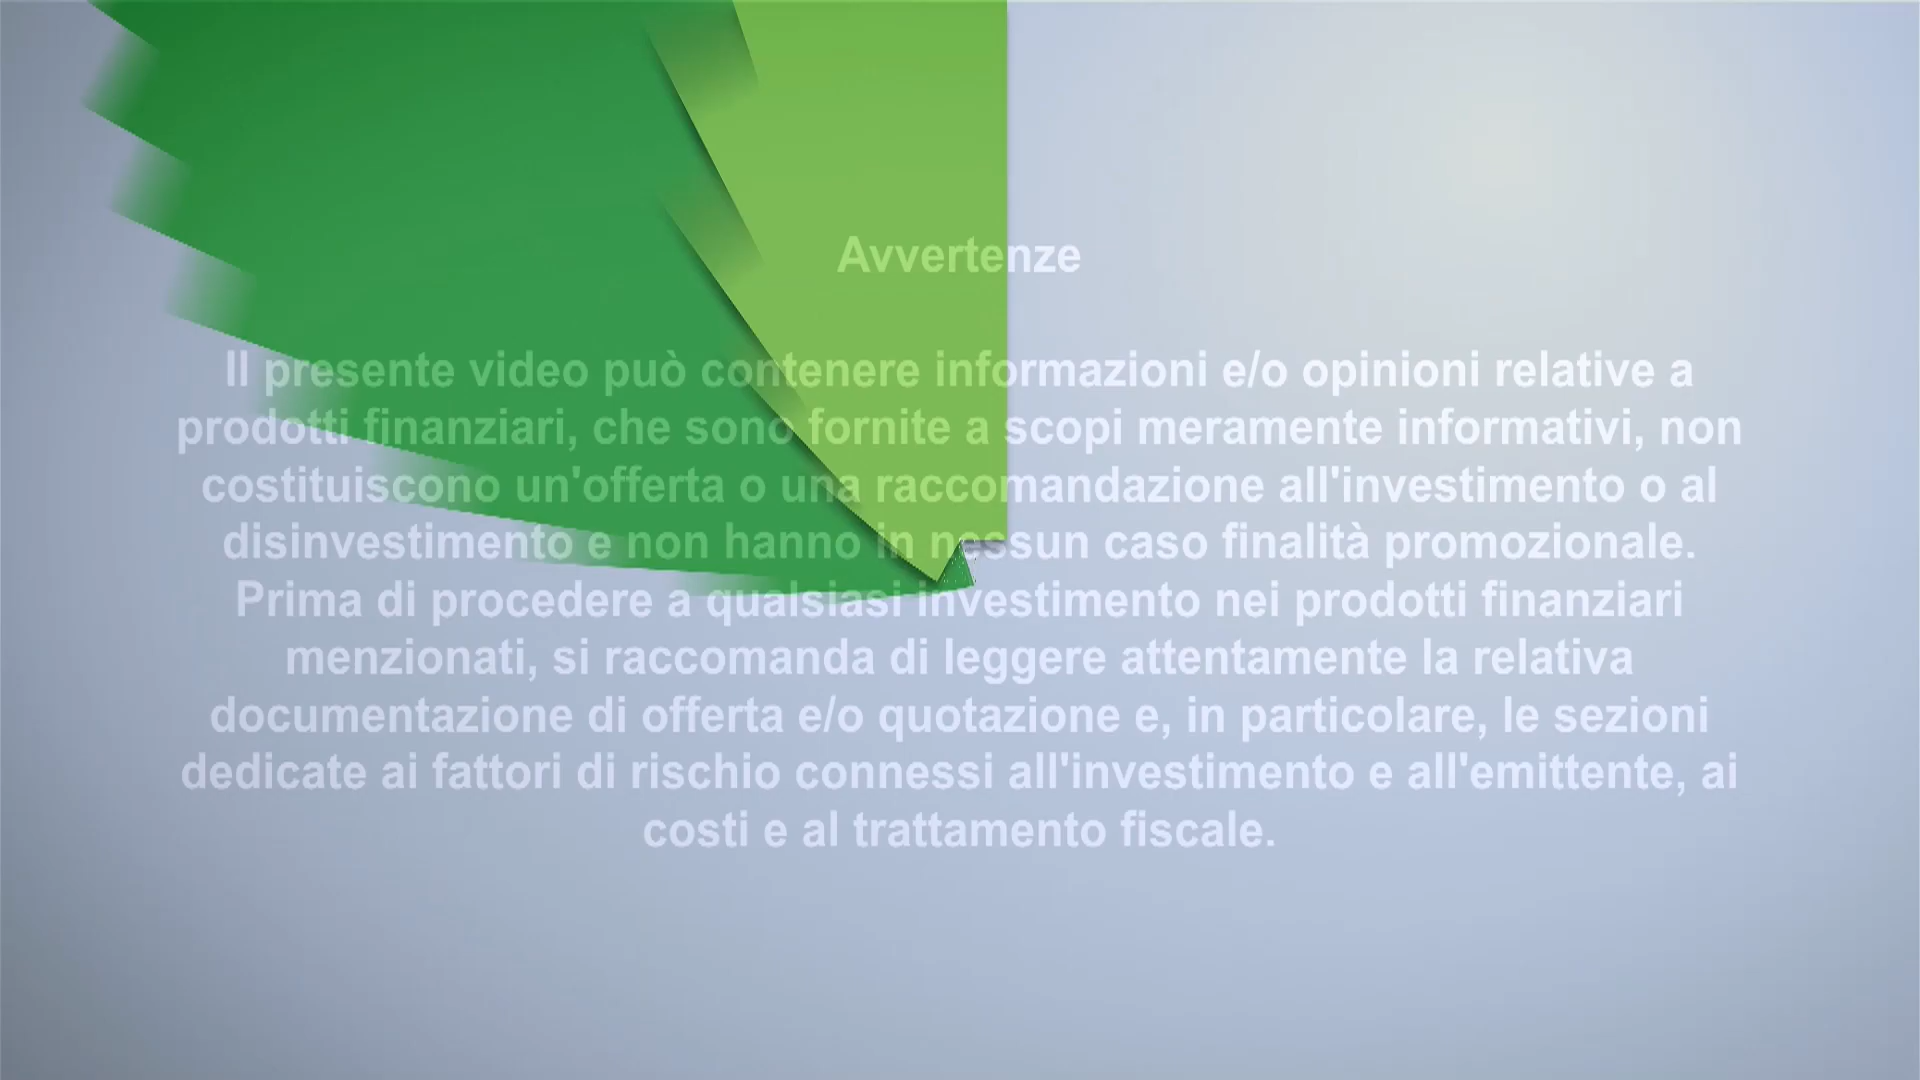 Avvertenze
Il presente video può contenere informazioni e/o opinioni relative a
prodotti finanziari, che sono fornite a scopi meramente informativi, non
costituiscono un'offerta o una raccomandazione all'investimento o al
disinvestimento e non hanno in nessun caso finalità promozionale.
Prima di procedere a qualsiasi investimento nei prodotti finanziari
menzionati, si raccomanda di leggere attentamente la relativa
documentazione di offerta e/o quotazione e, in particolare, le sezioni
dedicate ai fattori di rischio connessi all'investimento e all'emittente, ai
costi e al trattamento fiscale.